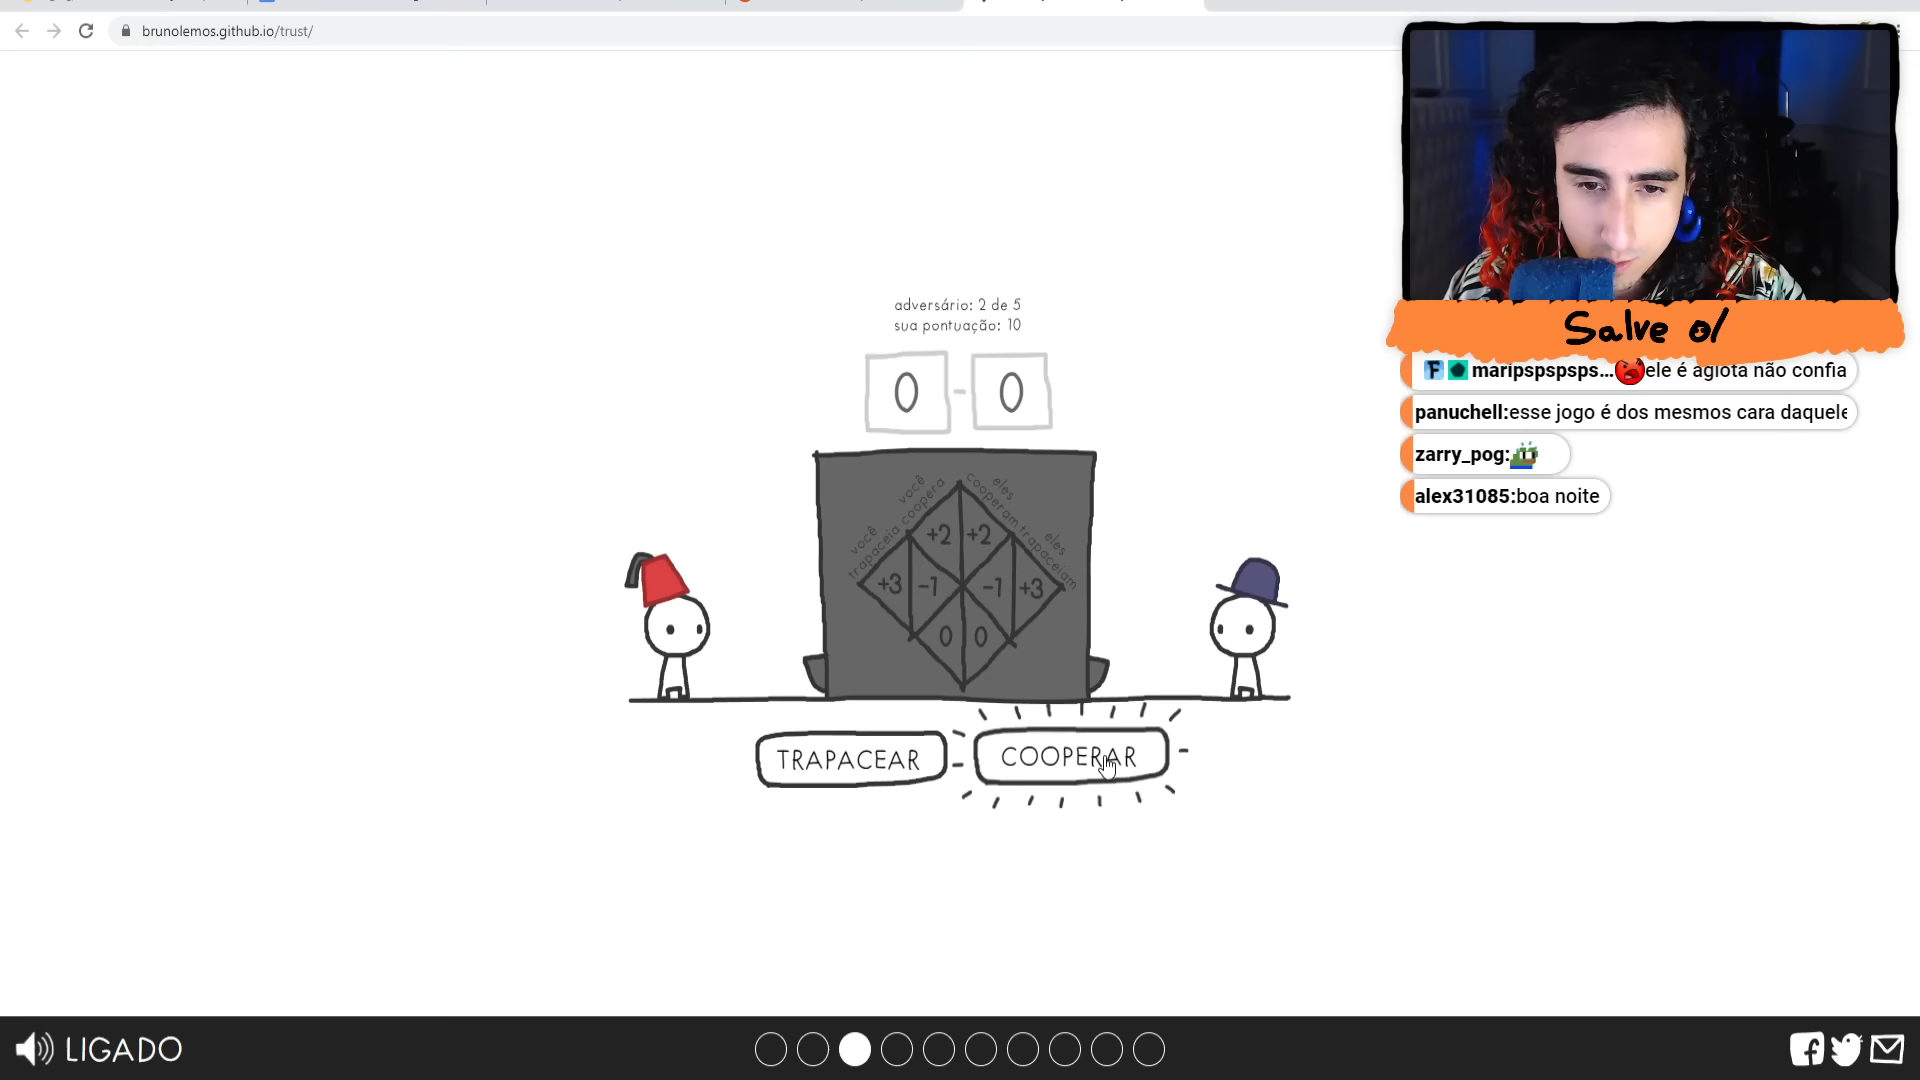 brunolemos.github.io/trust/
adversário: 2 de 5
sua pontuação: 10
0 - 0
você
coopera
eles
cooperam
você
trapaceia
eles
trapaceiam
+2 +2
+3 -1 -1 +3
0 0
TRAPACEAR
COOPERAR
LIGADO
Salve o/
maripspspsps... ele é agiota não confia
panuchell:esse jogo é dos mesmos cara daquele
zarry_pog:
alex31085:boa noite